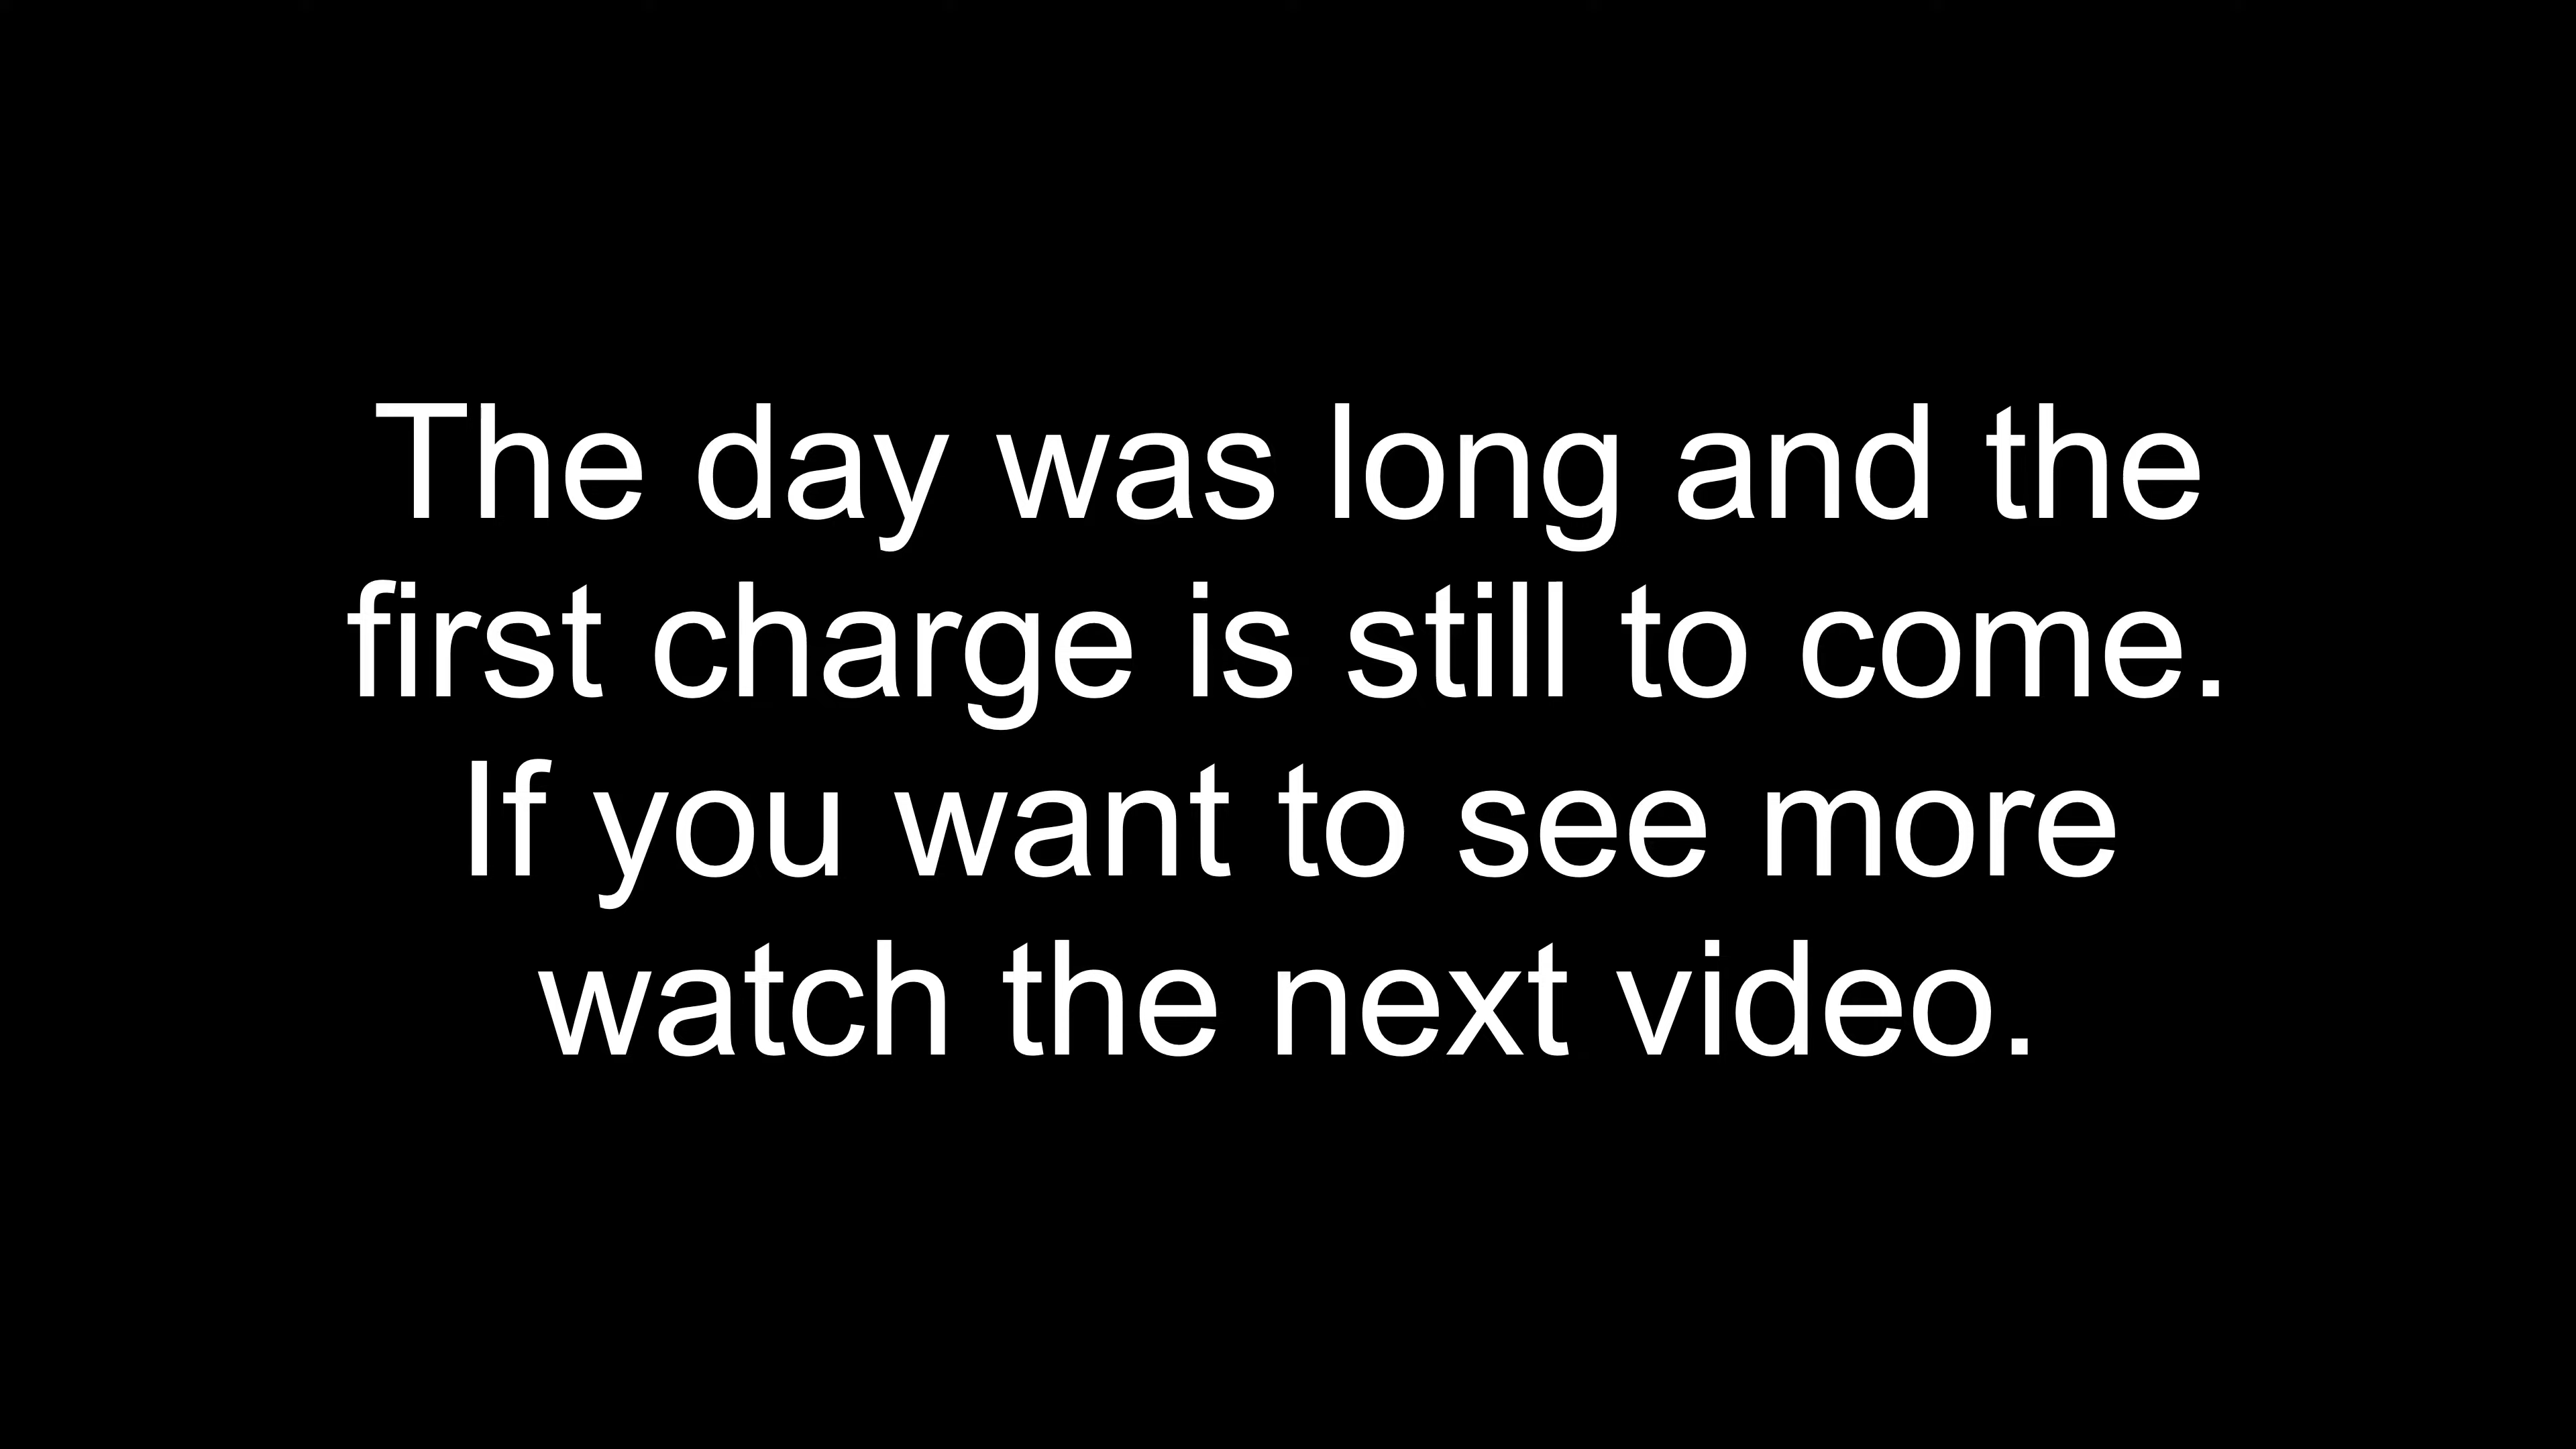 The day was long and the
first charge is still to come.
If you want to see more
watch the next video.